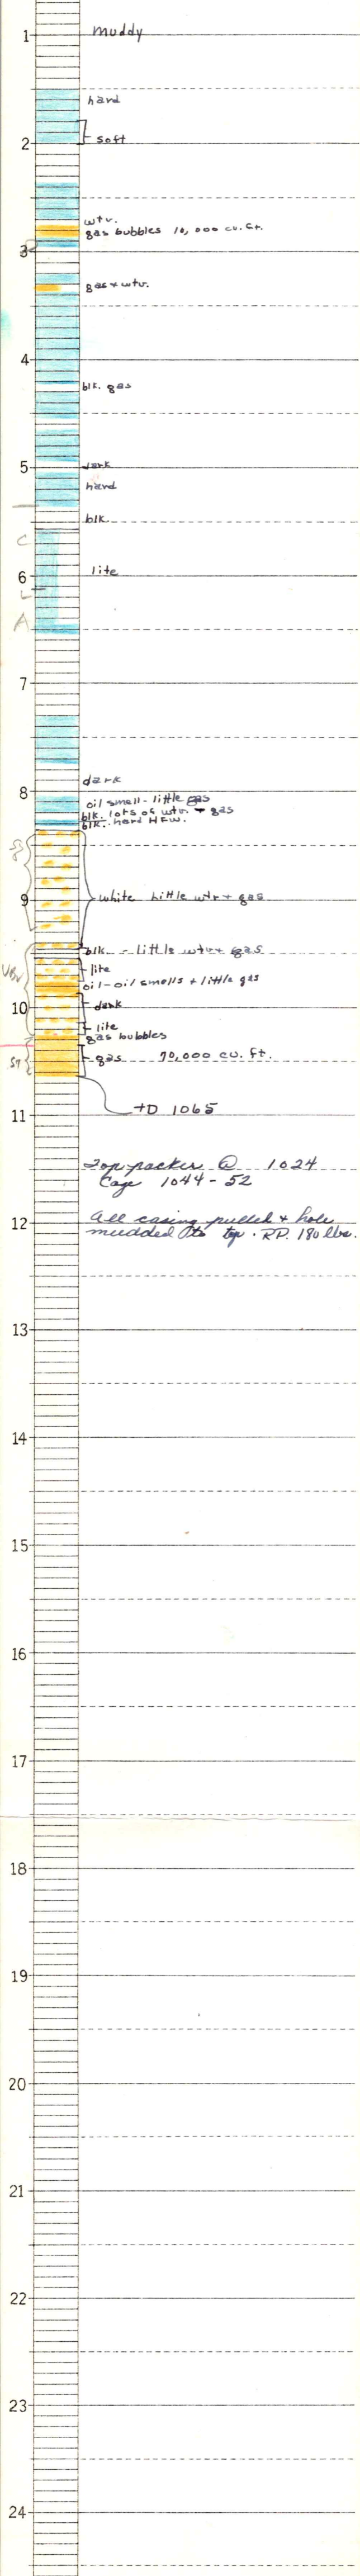 1 muddy
hard
soft
2
wtr.
gas bubbles 10,000 cu. ft.
3
gas & wtr.
4
blk. gas
5 dark
hard
blk.
C
6 lite
L
A
7
dark
8
oil smell - little gas
blk. lots of wtr. + gas
blk. hard HFW.
9 white little wtr + gas
blk. - little wtr + gas
lite
oil - oil smells + little gas
10 dark
lite
gas bubbles
ST gas 70,000 cu. ft.
11 TD 1065
Top packer @ 1024
Cage 1044-52
12 All casing pulled & hole
mudded to top. RP. 180 lbs.
13
14
15
16
17
18
19
20
21
22
23
24